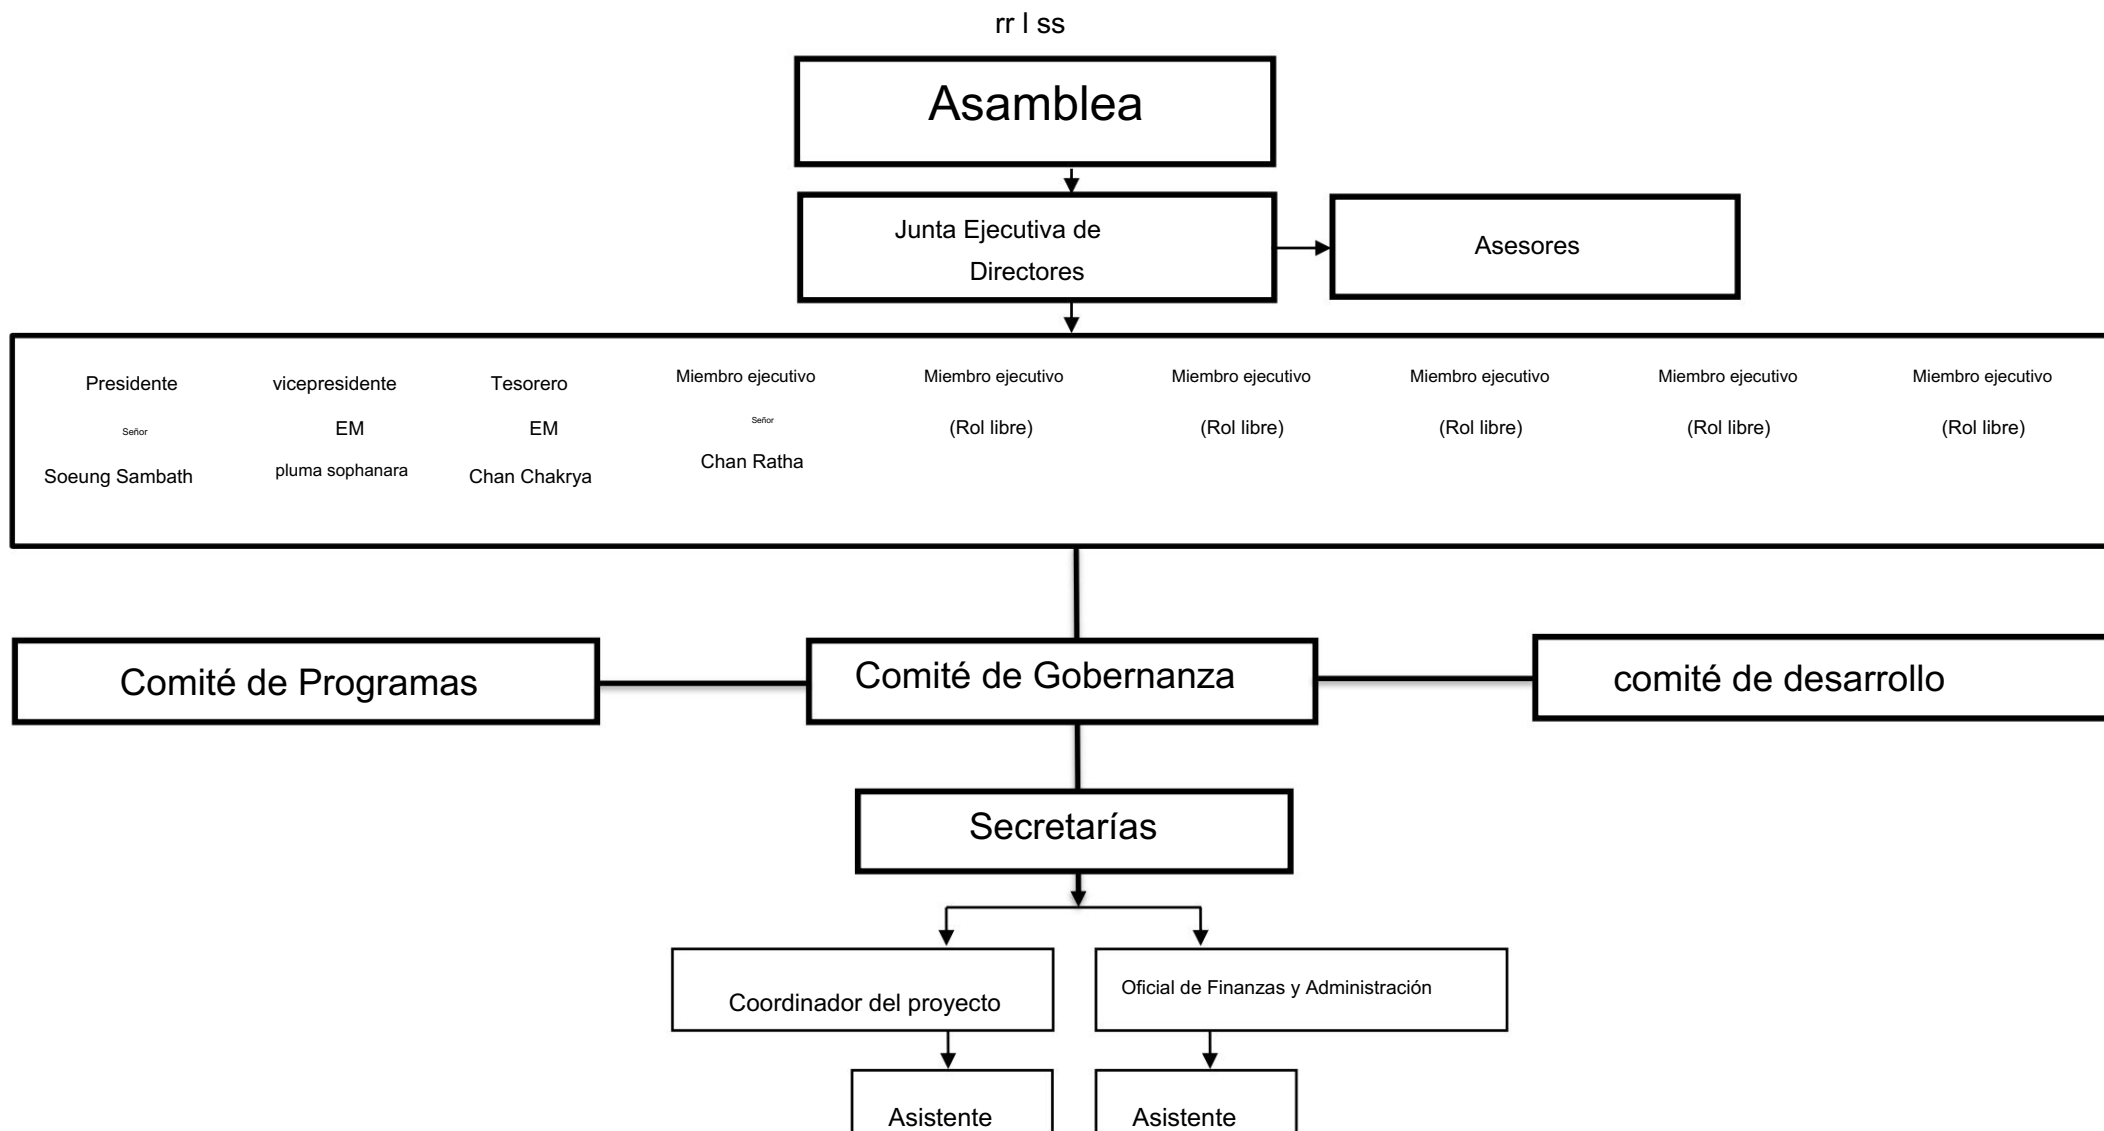 rr l ss
Asamblea
Junta Ejecutiva de
Directores
Asesores
Presidente
Señor
Soeung Sambath
vicepresidente
EM
pluma sophanara
Tesorero
EM
Chan Chakrya
Miembro ejecutivo
Señor
Chan Ratha
Miembro ejecutivo
(Rol libre)
Miembro ejecutivo
(Rol libre)
Miembro ejecutivo
(Rol libre)
Miembro ejecutivo
(Rol libre)
Miembro ejecutivo
(Rol libre)
Comité de Programas
Comité de Gobernanza
comité de desarrollo
Secretarías
Coordinador del proyecto
Oficial de Finanzas y Administración
Asistente
Asistente